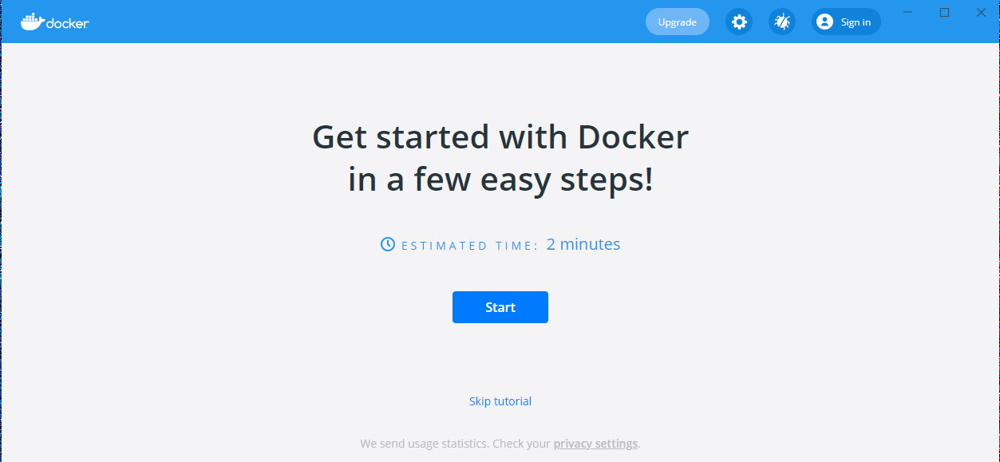 docker
Upgrade
Sign in
Get started with Docker
in a few easy steps!
ESTIMATED TIME: 2 minutes
Start
Skip tutorial
We send usage statistics. Check your privacy settings.